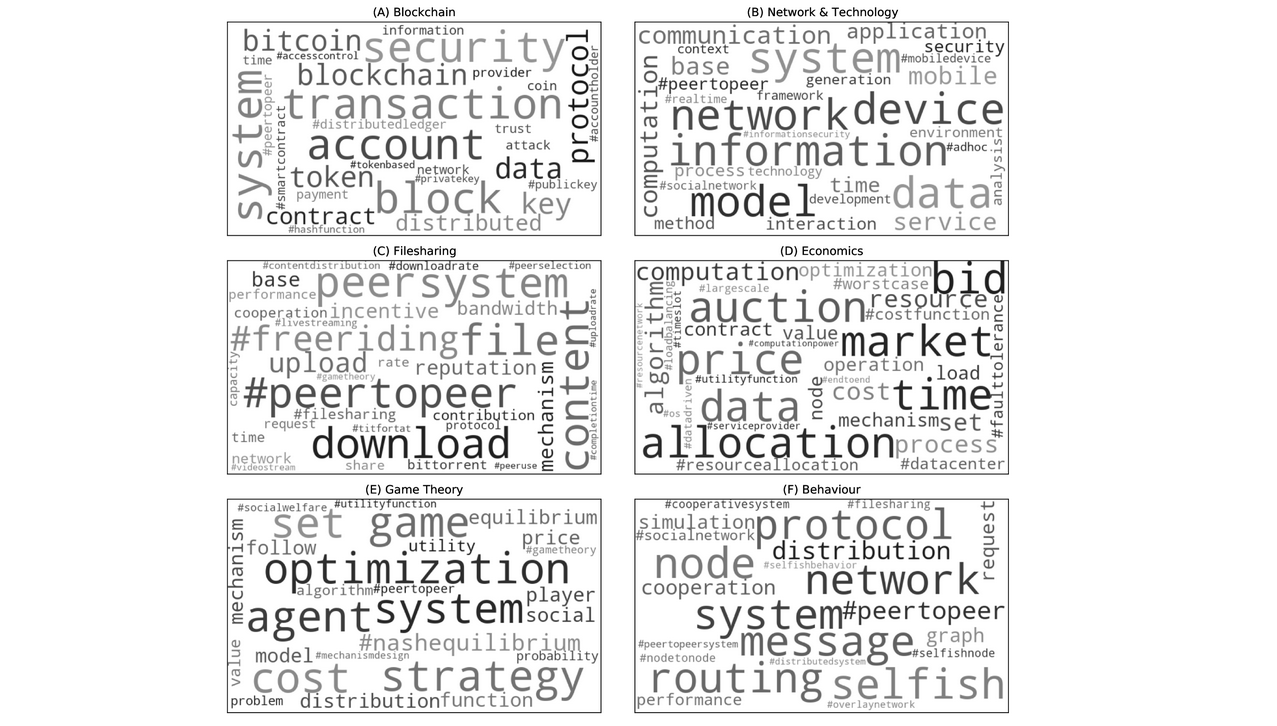 (A) Blockchain
information
bitcoin
security
#accesscontrol
time
blockchain
provider
protocol
#accountholder
coin
system
#peertopeer
#smartcontract
transaction
#distributedledger
trust
account
attack
#tokenbased
network
data
token
#privatekey
#publickey
payment
block
key
contract
distributed
#hashfunction
(B) Network & Technology
communication
application
context
security
system
#mobiledevice
base
generation
mobile
#peertopeer
computation
#realtime
framework
network
device
#informationsecurity
environment
information
#adhoc
analysis
process
technology
#socialnetwork
time
data
model
development
method
interaction
service
(C) Filesharing
#contentdistribution
#downloadrate
#peerselection
base
peer
system
performance
cooperation
incentive
bandwidth
#livestreaming
#uploadrate
#freeriding
file
content
upload
rate
reputation
capacity
#gametheory
#peertopeer
mechanism
#filesharing
contribution
request
#titfortat
protocol
#completiontime
time
download
network
#videostream
share
bittorrent
#peeruse
(D) Economics
computation
optimization
bid
#largescale
#worstcase
resource
algorithm
#loadbalancing
#timeslot
auction
#costfunction
#resourcenetwork
contract
value
#computationpower
market
#faulttolerance
price
operation
load
#utilityfunction
node
#endtoend
cost
time
#os
#datadriven
data
mechanism
set
#serviceprovider
allocation
process
#resourceallocation
#datacenter
(E) Game Theory
#socialwelfare
#utilityfunction
set
game
equilibrium
mechanism
price
follow
utility
#gametheory
optimization
algorithm
#peertopeer
player
agent
system
social
#nashequilibrium
value
model
#mechanismdesign
probability
cost
strategy
problem
distribution
function
(F) Behaviour
#cooperativesystem
#filesharing
request
simulation
protocol
#socialnetwork
distribution
node
#selfishbehavior
cooperation
network
system
#peertopeer
#peertopeersystem
message
graph
#selfishnode
#nodetonode
#distributedsystem
routing
selfish
performance
#overlaynetwork